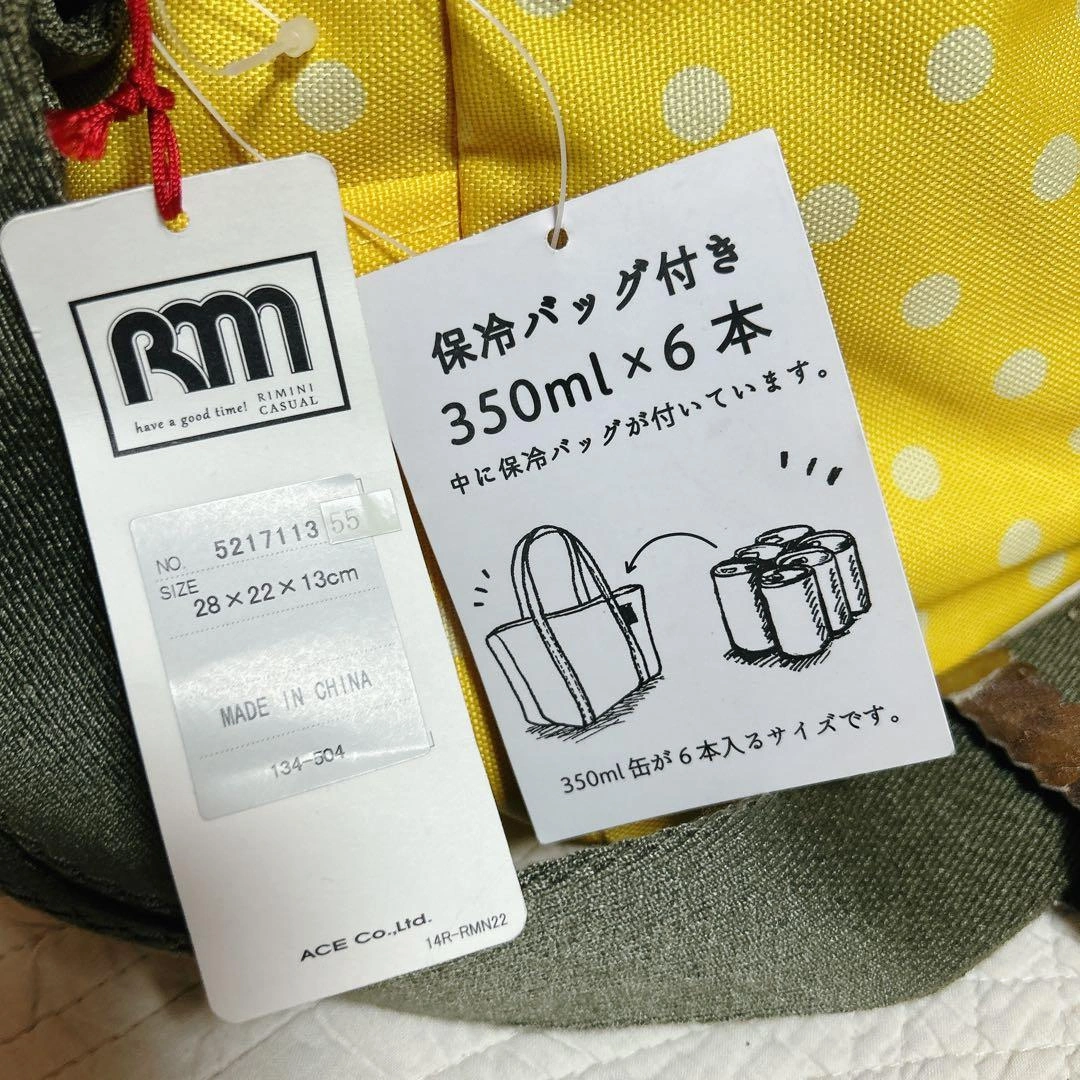 RM
have a good time! RIMINI
CASUAL
NO. 5217113 55
SIZE 28×22×13cm
MADE IN CHINA
134-504
ACE Co.,Ltd.
14R-RMN22
保冷バッグ付き
350ml×6本
中に保冷バッグが付いています。
350ml缶が6本入るサイズです。